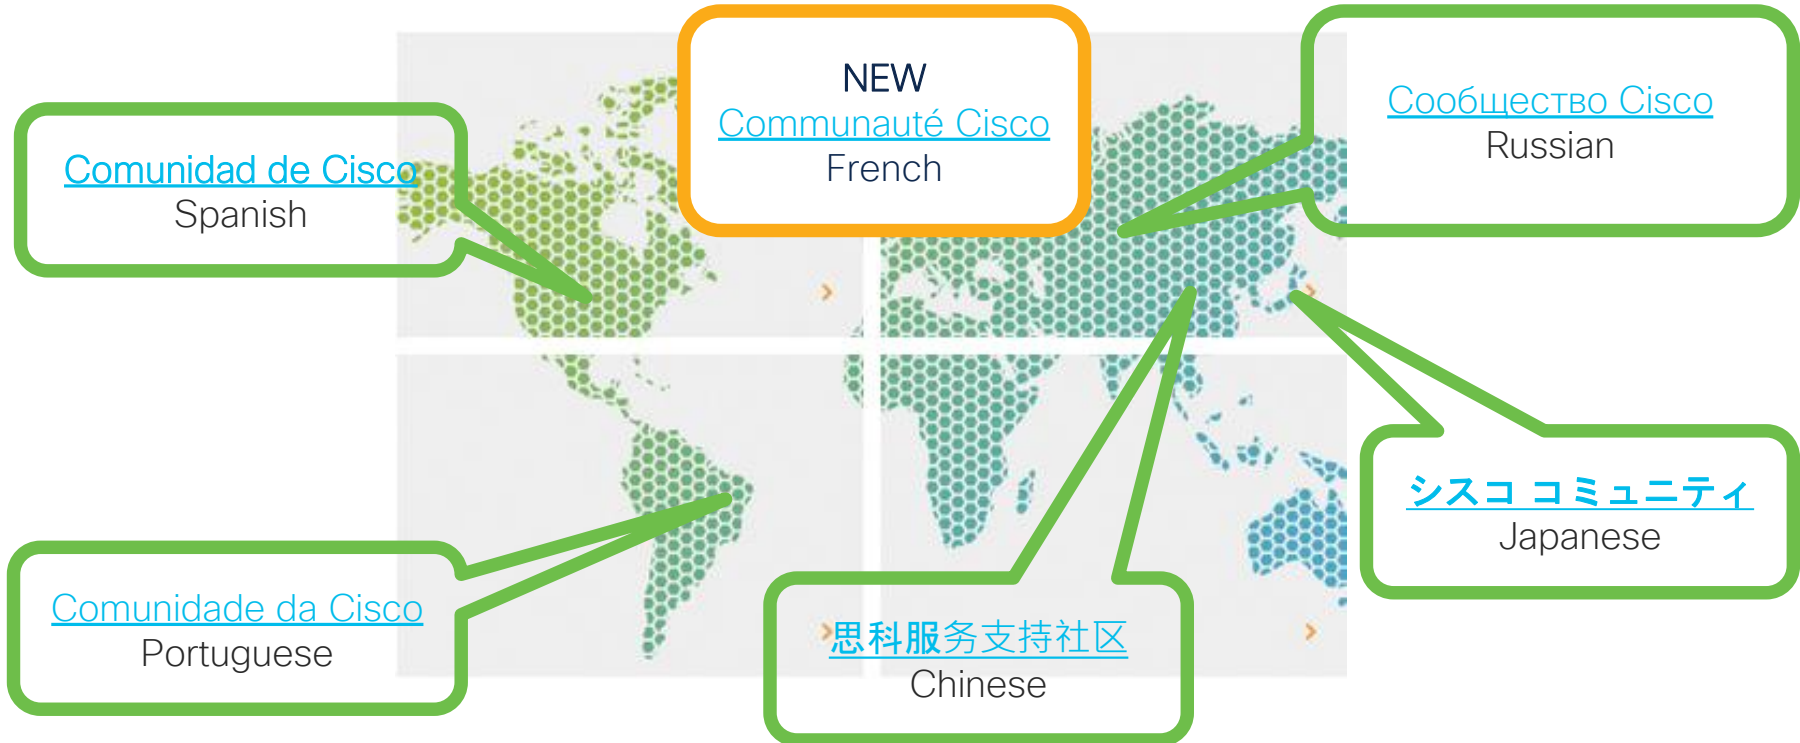 NEW
Communauté Cisco
French
Сообщество Cisco
Russian
Comunidad de Cisco
Spanish
シスコ コミュニティ
Japanese
Comunidade da Cisco
Portuguese
思科服务支持社区
Chinese